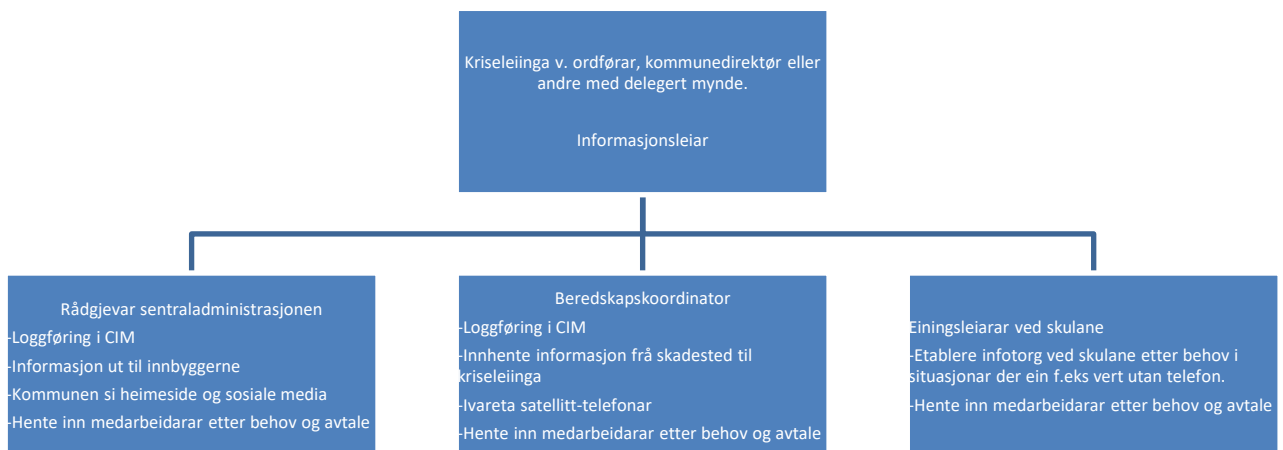 Kriseleiinga v. ordførar, kommunedirektør eller
andre med delegert mynde.
Informasjonsleiar
Rådgjevar sentraladministrasjonen
-Loggføring i CIM
-Informasjon ut til innbyggerne
-Kommunen si heimeside og sosiale media
-Hente inn medarbeidarar etter behov og avtale
Beredskapskoordinator
-Loggføring i CIM
-Innhente informasjon frå skadested til
kriseleiinga
-Ivareta satellitt-telefonar
-Hente inn medarbeidarar etter behov og avtale
Einingsleiarar ved skulane
-Etablere infotorg ved skulane etter behov i
situasjonar der ein f.eks vert utan telefon.
-Hente inn medarbeidarar etter behov og avtale